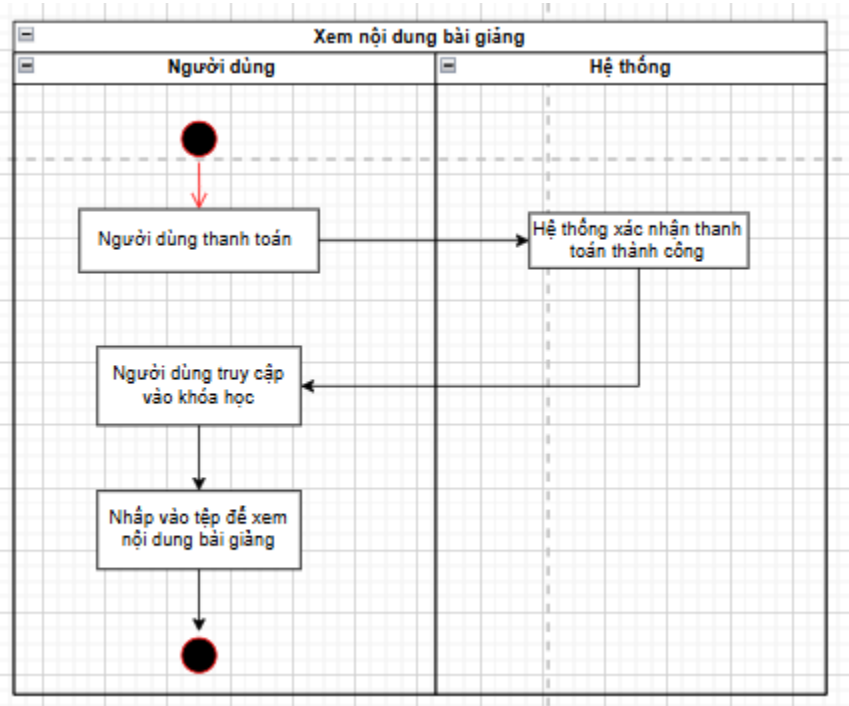 Xem nội dung bài giảng
Người dùng
Hệ thống
Người dùng thanh toán
Hệ thống xác nhận thanh
toán thành công
Người dùng truy cập
vào khóa học
Nhấp vào tệp để xem
nội dung bài giảng